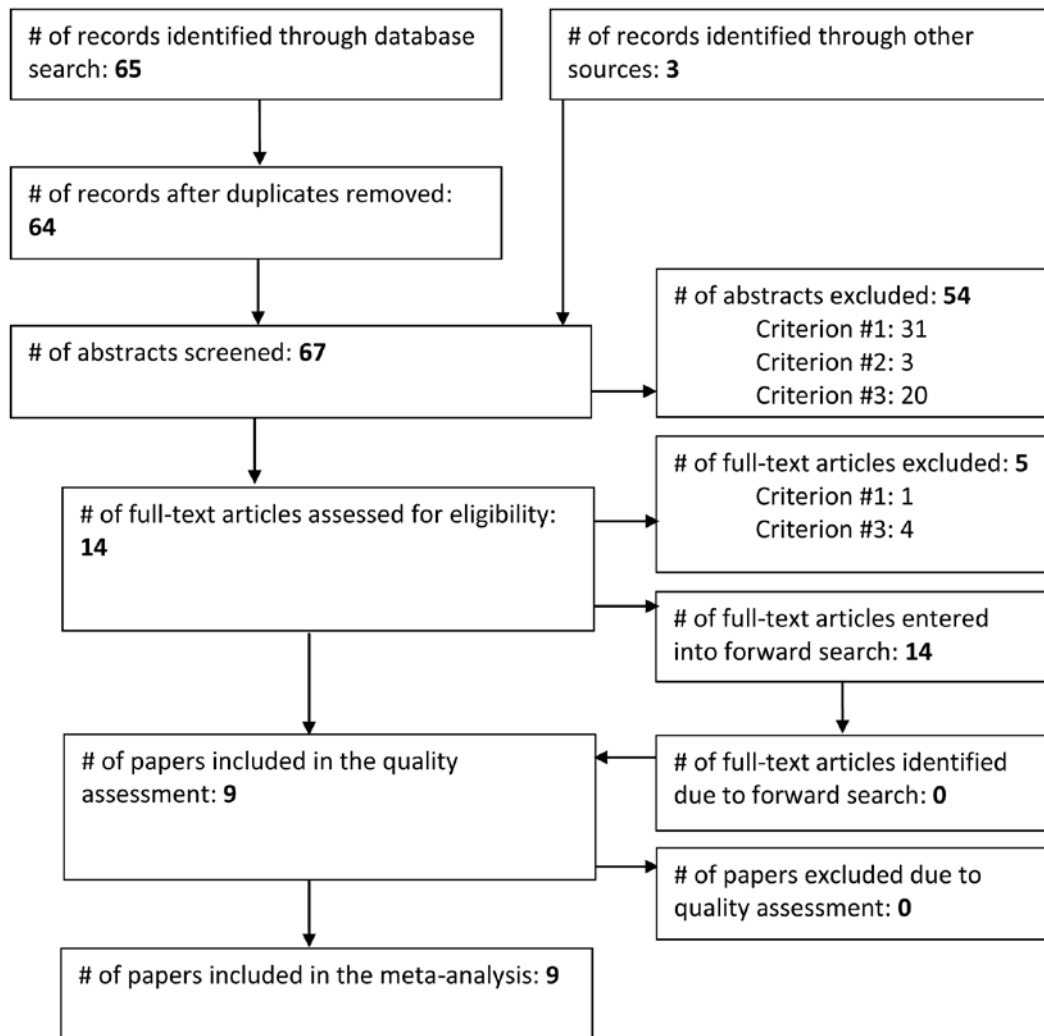 # of records identified through database
search: 65
# of records identified through other
sources: 3
# of records after duplicates removed:
64
# of abstracts screened: 67
# of abstracts excluded: 54
Criterion #1: 31
Criterion #2: 3
Criterion #3: 20
# of full-text articles assessed for eligibility:
14
# of full-text articles excluded: 5
Criterion #1: 1
Criterion #3: 4
# of full-text articles entered
into forward search: 14
# of papers included in the quality
assessment: 9
# of full-text articles identified
due to forward search: 0
# of papers excluded due to
quality assessment: 0
# of papers included in the meta-analysis: 9